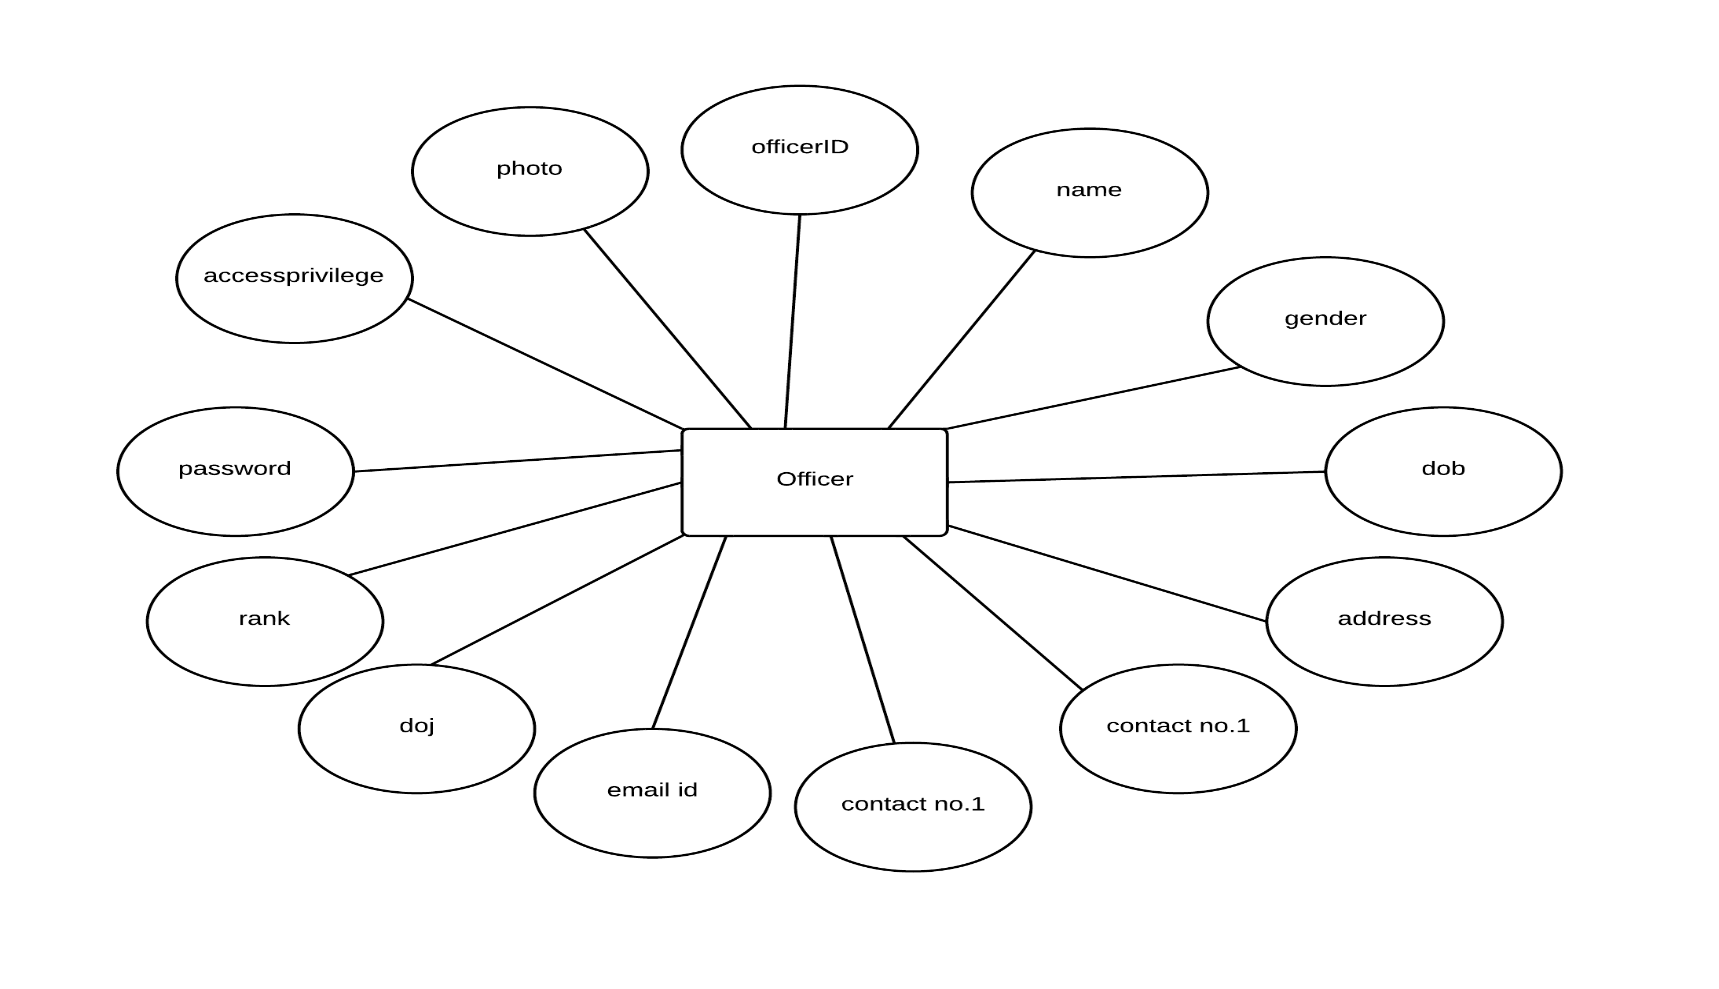 officerID
photo
name
accessprivilege
gender
password
dob
Officer
rank
address
doj
contact no.1
email id
contact no.1